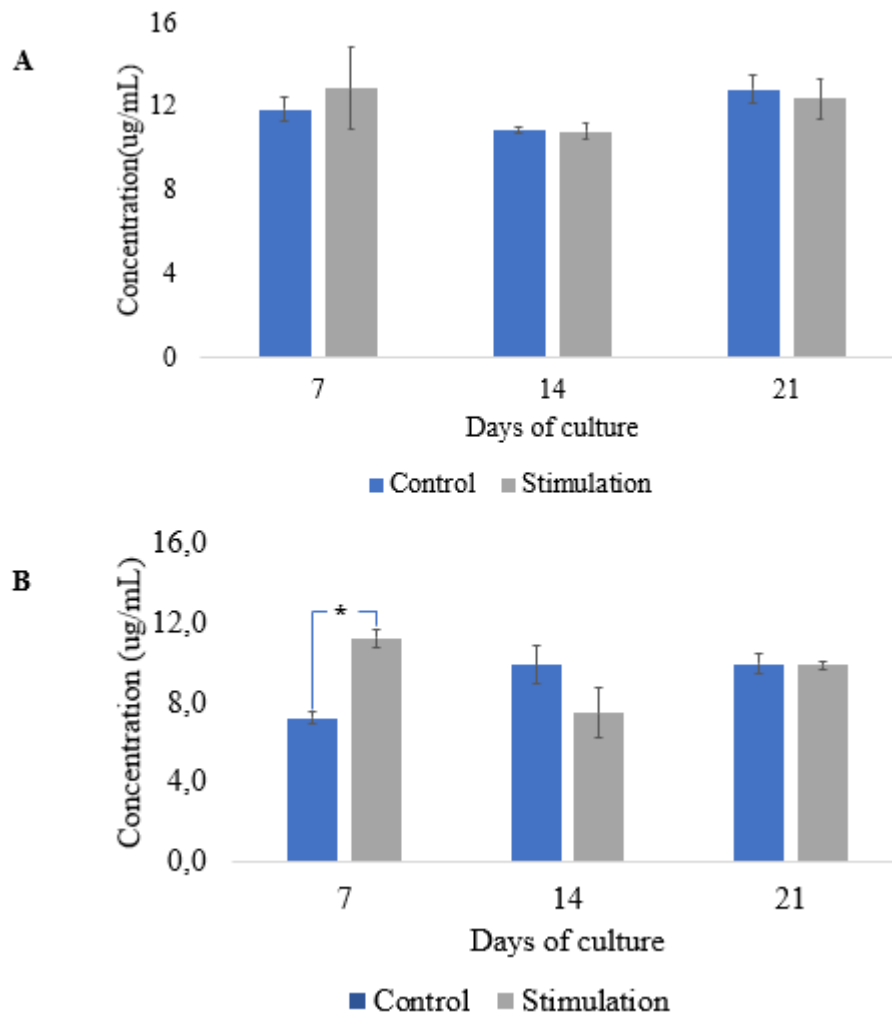 A
Concentration(ug/mL)
16
12
8
4
0
7 14 21
Days of culture
Control Stimulation
B
Concentration (ug/mL)
16,0
12,0
8,0
4,0
0,0
*
7 14 21
Days of culture
Control Stimulation